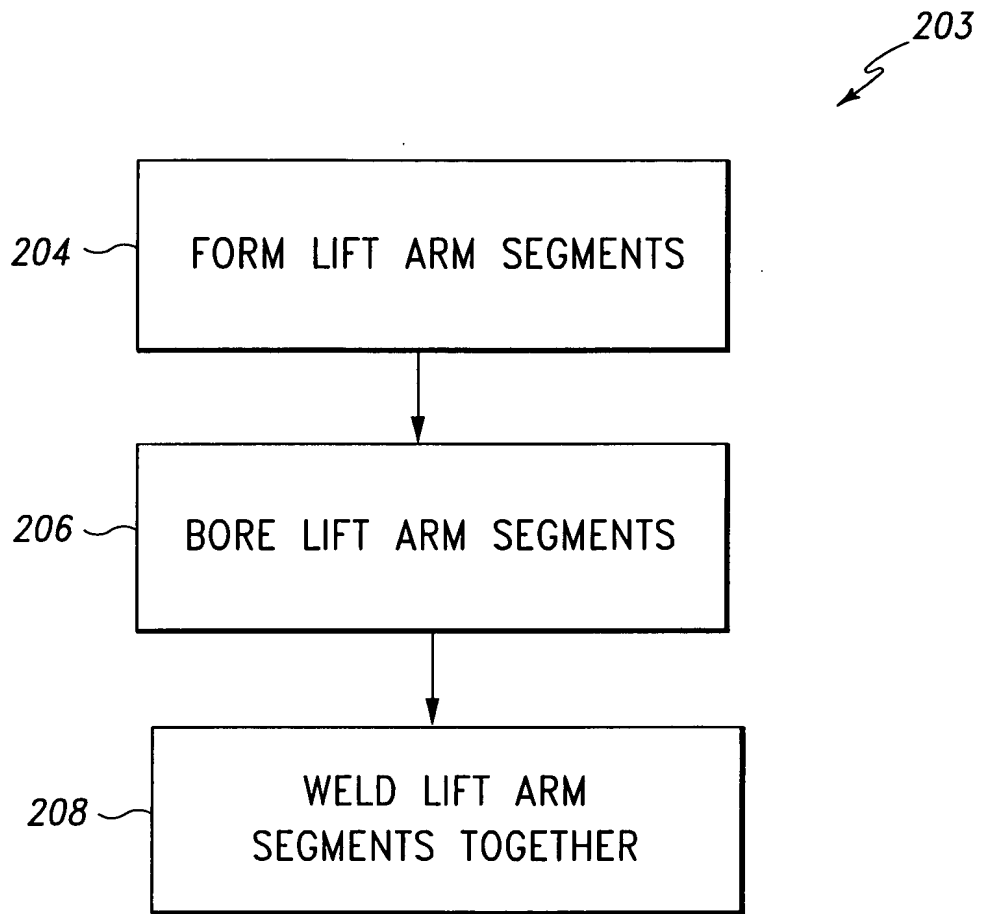 203
204
FORM LIFT ARM SEGMENTS
206
BORE LIFT ARM SEGMENTS
208
WELD LIFT ARM
SEGMENTS TOGETHER